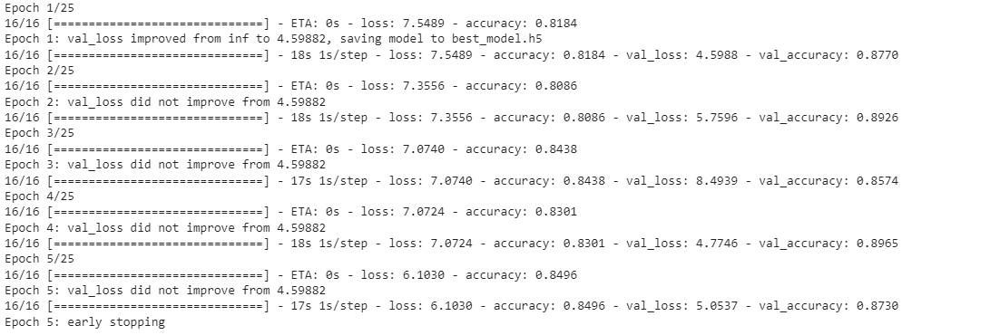 Epoch 1/25
16/16 [==============================] - ETA: 0s - loss: 7.5489 - accuracy: 0.8184
Epoch 1: val_loss improved from inf to 4.59882, saving model to best_model.h5
16/16 [==============================] - 18s 1s/step - loss: 7.5489 - accuracy: 0.8184 - val_loss: 4.5988 - val_accuracy: 0.8770
Epoch 2/25
16/16 [==============================] - ETA: 0s - loss: 7.3556 - accuracy: 0.8086
Epoch 2: val_loss did not improve from 4.59882
16/16 [==============================] - 18s 1s/step - loss: 7.3556 - accuracy: 0.8086 - val_loss: 5.7596 - val_accuracy: 0.8926
Epoch 3/25
16/16 [==============================] - ETA: 0s - loss: 7.0740 - accuracy: 0.8438
Epoch 3: val_loss did not improve from 4.59882
16/16 [==============================] - 17s 1s/step - loss: 7.0740 - accuracy: 0.8438 - val_loss: 8.4939 - val_accuracy: 0.8574
Epoch 4/25
16/16 [==============================] - ETA: 0s - loss: 7.0724 - accuracy: 0.8301
Epoch 4: val_loss did not improve from 4.59882
16/16 [==============================] - 18s 1s/step - loss: 7.0724 - accuracy: 0.8301 - val_loss: 4.7746 - val_accuracy: 0.8965
Epoch 5/25
16/16 [==============================] - ETA: 0s - loss: 6.1030 - accuracy: 0.8496
Epoch 5: val_loss did not improve from 4.59882
16/16 [==============================] - 17s 1s/step - loss: 6.1030 - accuracy: 0.8496 - val_loss: 5.0537 - val_accuracy: 0.8730
Epoch 5: early stopping